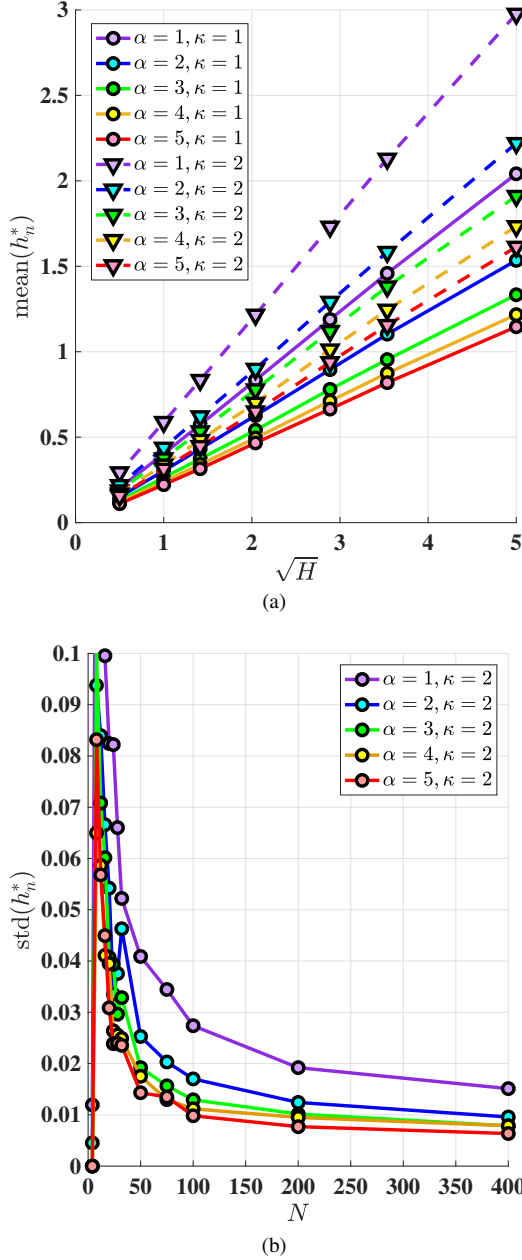 3
2.5
2
1.5
1
0.5
0
mean(h*ₙ)
α = 1, κ = 1
α = 2, κ = 1
α = 3, κ = 1
α = 4, κ = 1
α = 5, κ = 1
α = 1, κ = 2
α = 2, κ = 2
α = 3, κ = 2
α = 4, κ = 2
α = 5, κ = 2
0 1 2 3 4 5
√H
(a)
0.1
0.09
0.08
0.07
0.06
0.05
0.04
0.03
0.02
0.01
0
std(h*ₙ)
α = 1, κ = 2
α = 2, κ = 2
α = 3, κ = 2
α = 4, κ = 2
α = 5, κ = 2
0 50 100 150 200 250 300 350 400
N
(b)